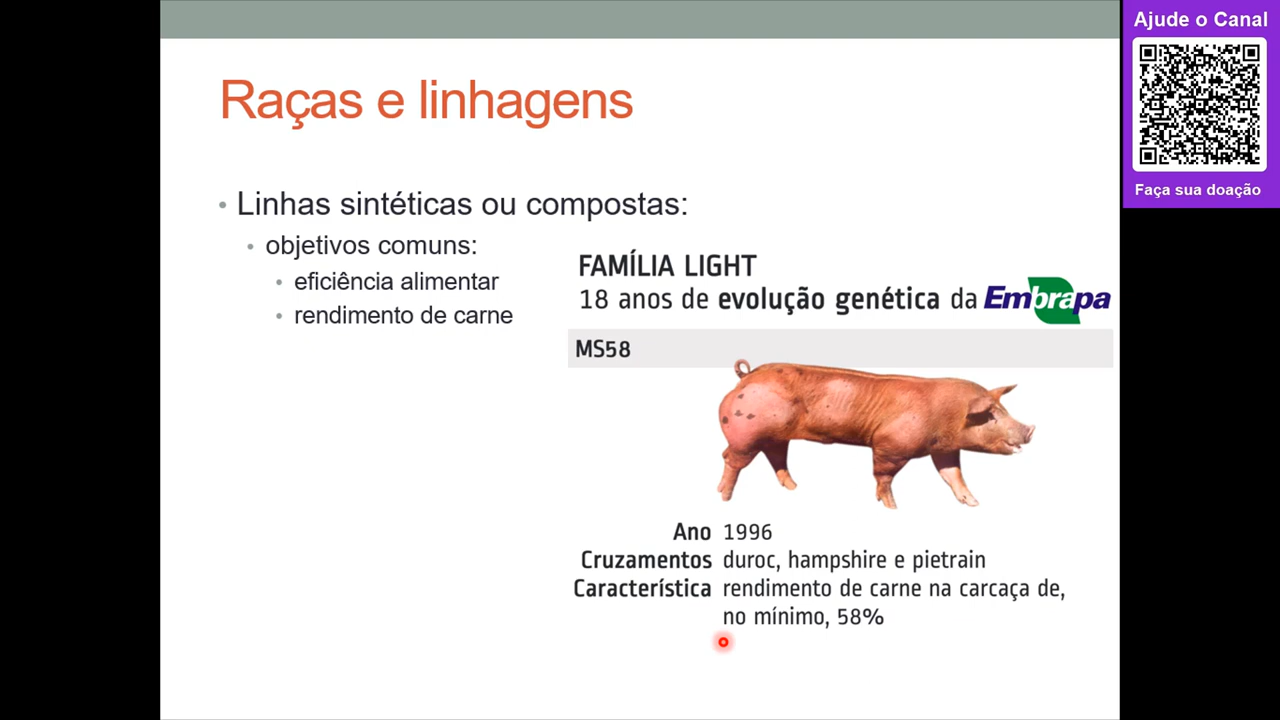 Ajude o Canal
Faça sua doação
Raças e linhagens
• Linhas sintéticas ou compostas:
• objetivos comuns:
• eficiência alimentar
• rendimento de carne
FAMÍLIA LIGHT
18 anos de evolução genética da Embrapa
MS58
Ano 1996
Cruzamentos duroc, hampshire e pietrain
Característica rendimento de carne na carcaça de,
no mínimo, 58%